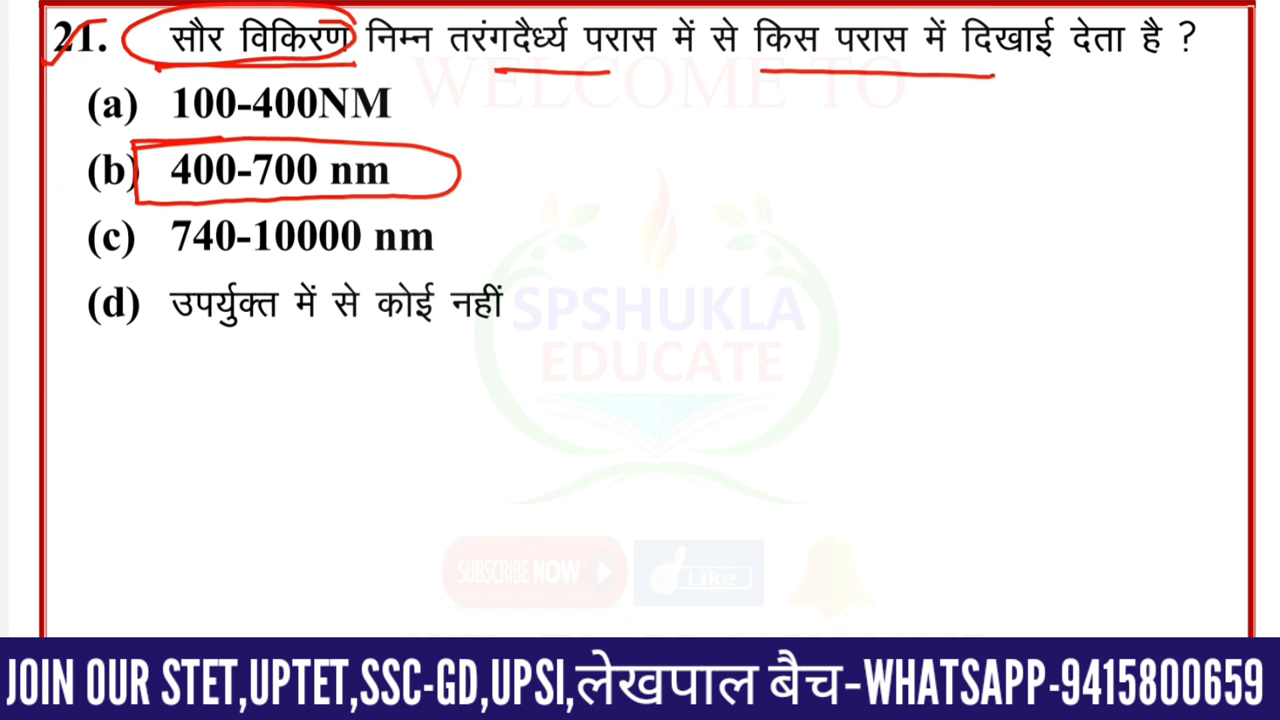 21. सौर विकिरण निम्न तरंगदैर्ध्य परास में से किस परास में दिखाई देता है ?
WELCOME TO
(a) 100-400NM
(b) 400-700 nm
(c) 740-10000 nm
(d) उपर्युक्त में से कोई नहीं
SPSHUKLA
EDUCATE
SUBSCRIBE NOW
Like
JOIN OUR STET,UPTET,SSC-GD,UPSI,लेखपाल बैच-WHATSAPP-9415800659